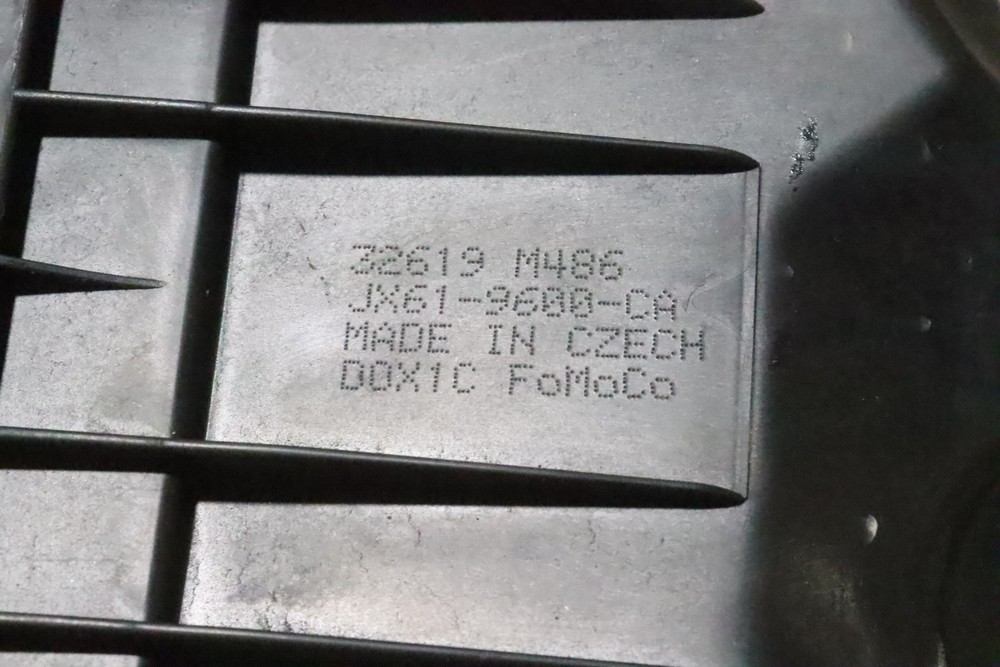 32619 M486
JX61-9600-CA
MADE IN CZECH
D0X1C FoMoCo